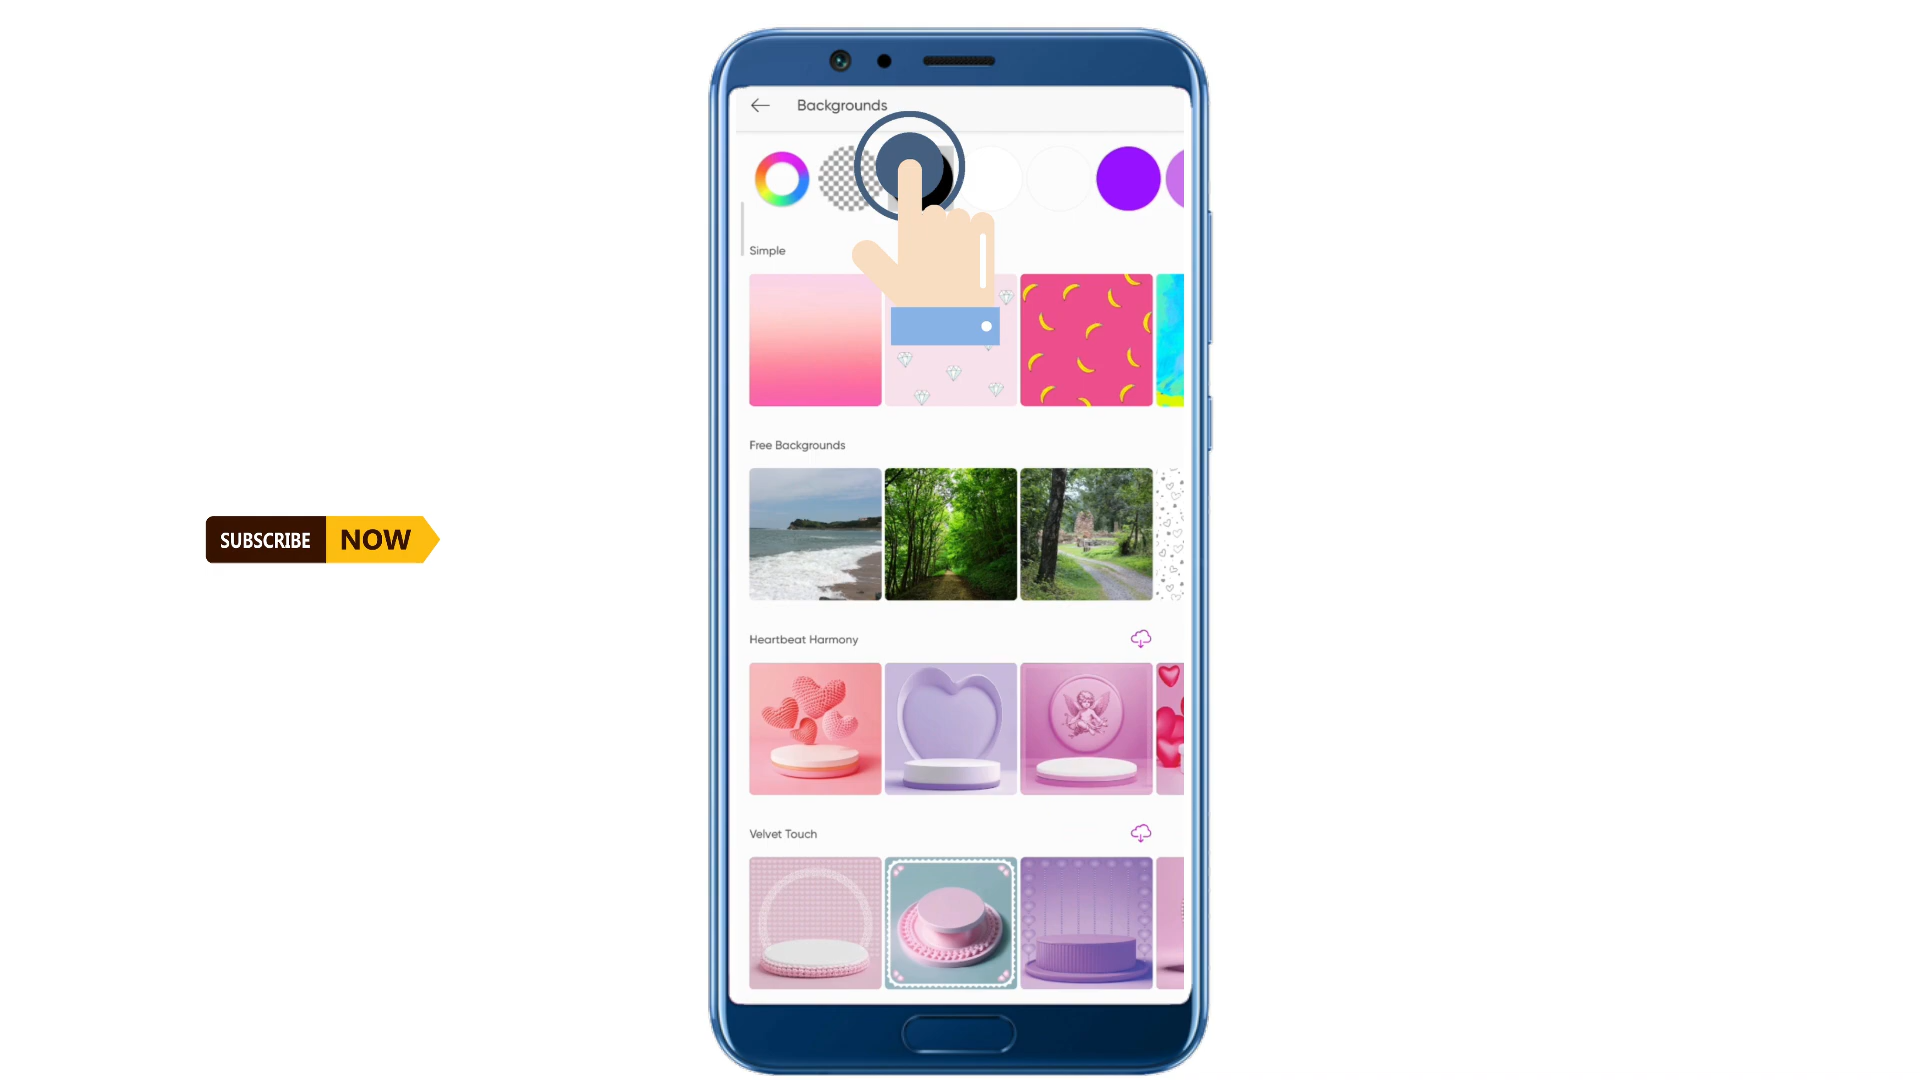 Backgrounds
Simple
Free Backgrounds
SUBSCRIBE NOW
Heartbeat Harmony
Velvet Touch